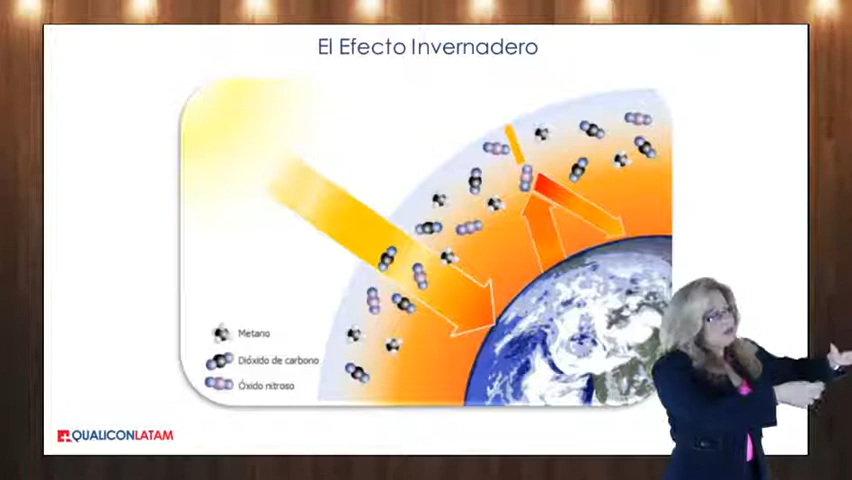 El Efecto Invernadero
Metano
Dióxido de carbono
Óxido nitroso
QUALICONLATAM